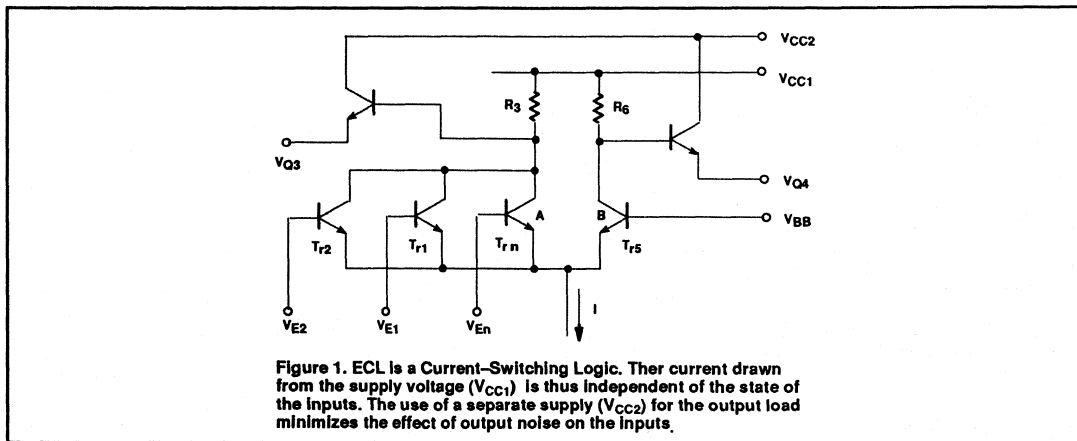 VCC2
VCC1
R3
R6
VQ3
VQ4
A
B
VBB
Tr2
Tr1
Tr n
Tr5
I
VE2
VE1
VEn
Figure 1. ECL is a Current–Switching Logic. Ther current drawn
from the supply voltage (VCC1) is thus independent of the state of
the inputs. The use of a separate supply (VCC2) for the output load
minimizes the effect of output noise on the inputs.